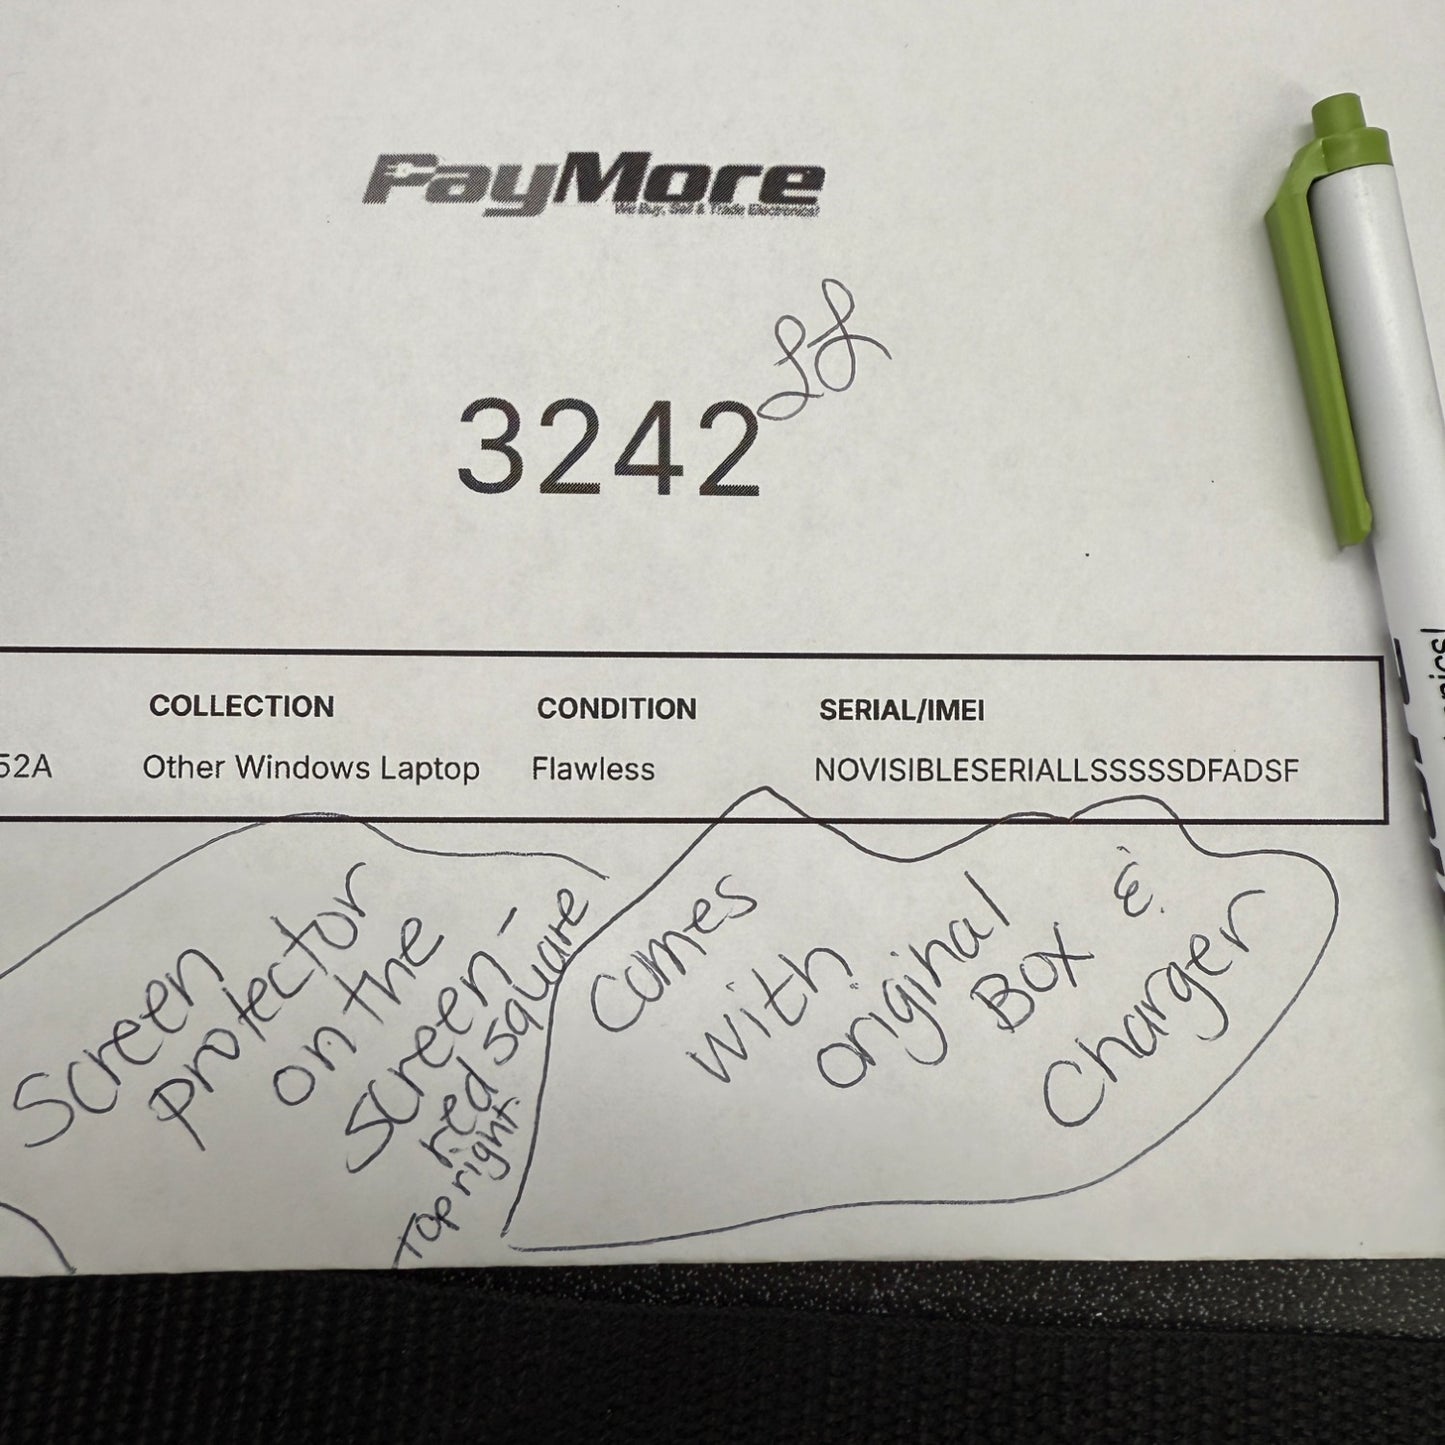 PayMore
We Buy, Sell & Trade Electronics!
3242
COLLECTION CONDITION SERIAL/IMEI
52A Other Windows Laptop Flawless NOVISIBLESERIALLSSSSSDFADSF
Screen
protector
on the
screen -
red square
Top right.
Comes
with
original
Box &
Charger